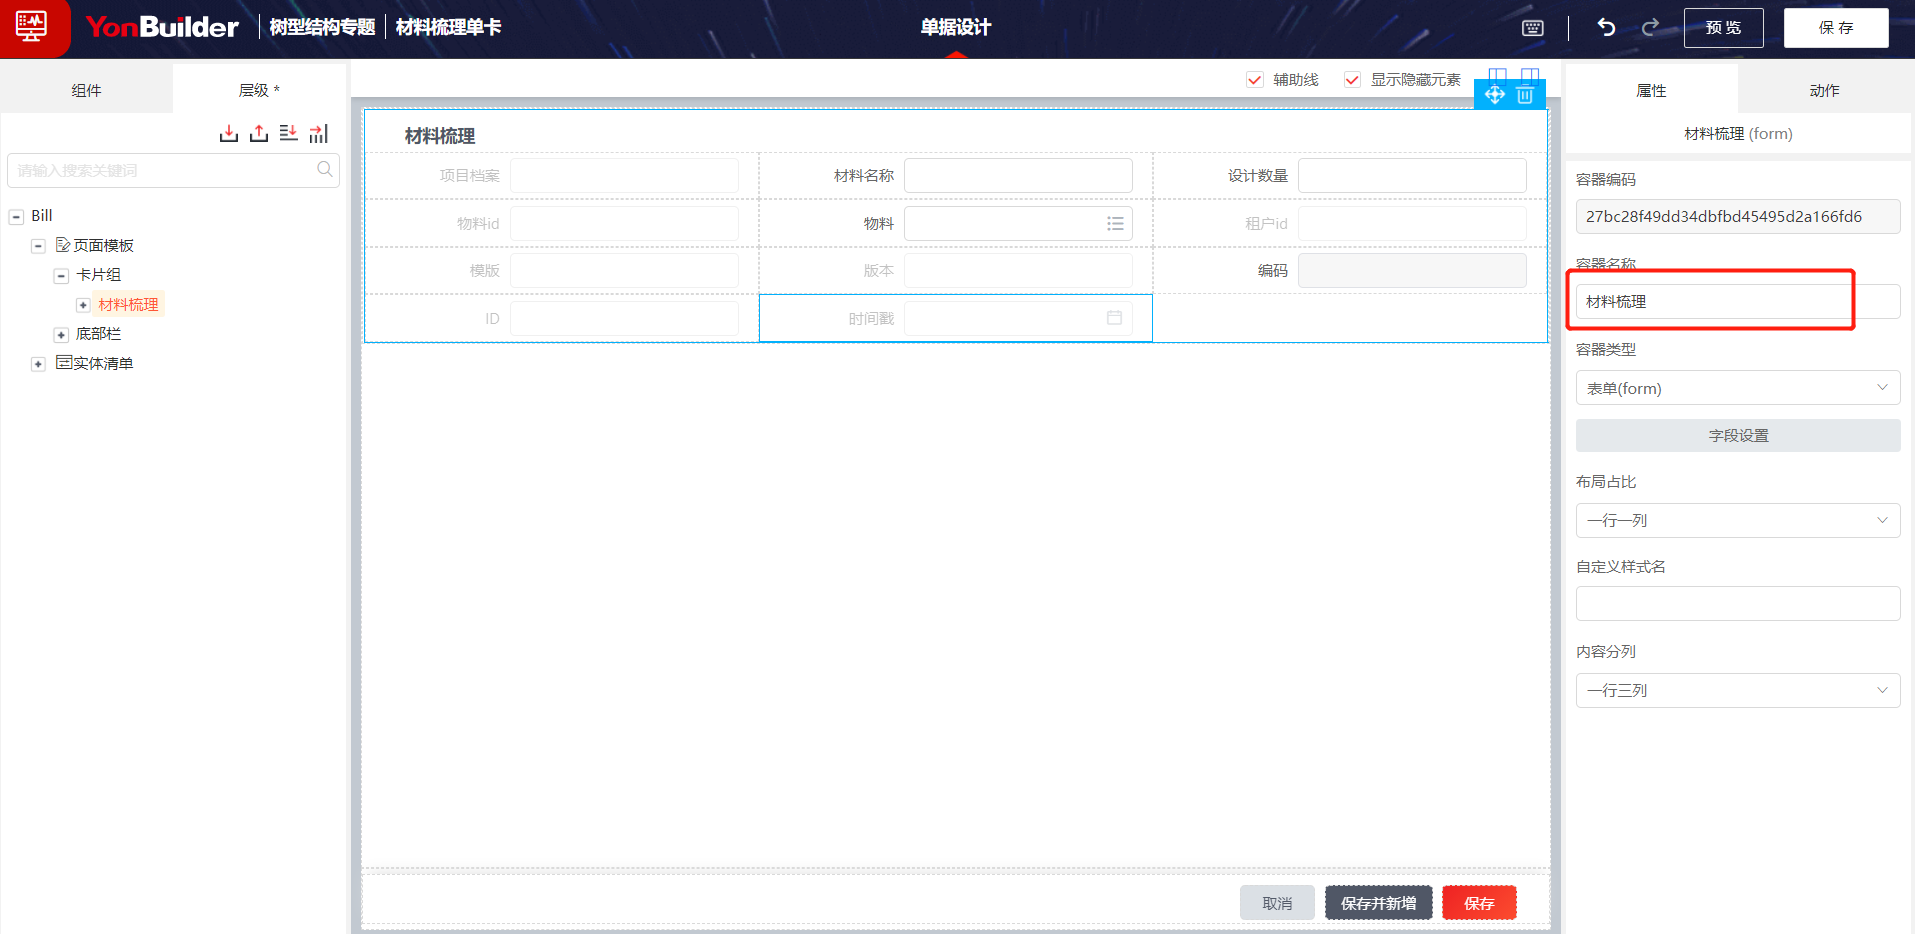 YonBuilder 树型结构专题 材料梳理单卡 单据设计 预 览 保 存
组件 层级 *
辅助线 显示隐藏元素
属性 动作
材料梳理 (form)
请输入搜索关键词
Bill
页面模板
卡片组
材料梳理
底部栏
实体清单
材料梳理
项目档案 材料名称 设计数量
物料id 物料 租户id
模版 版本 编码
ID 时间戳
取消 保存并新增 保存
容器编码
27bc28f49dd34dbfbd45495d2a166fd6
容器名称
材料梳理
容器类型
表单(form)
字段设置
布局占比
一行一列
自定义样式名
内容分列
一行三列